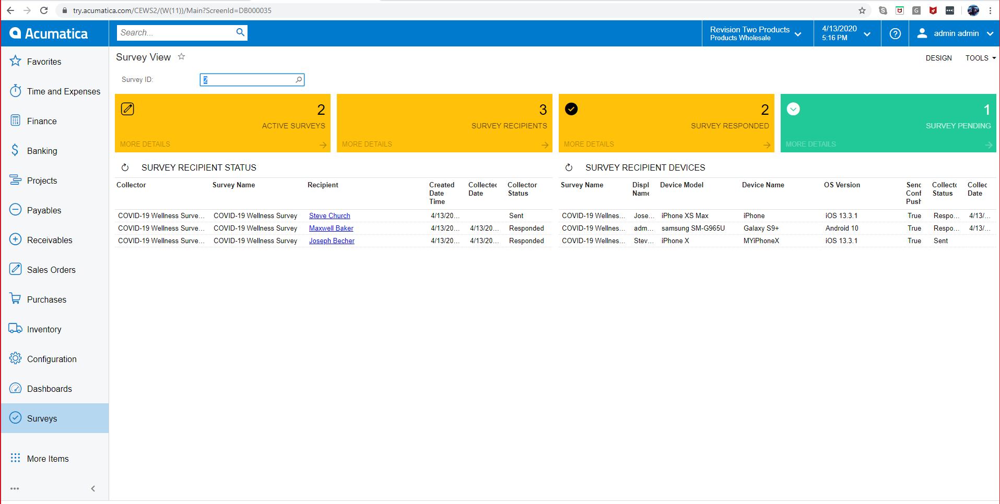 try.acumatica.com/CEWS2/(W(11))/Main?ScreenId=DB000035
Acumatica
Search...
Revision Two Products
Products Wholesale
4/13/2020
5:16 PM
admin admin
Favorites
Time and Expenses
Finance
Banking
Projects
Payables
Receivables
Sales Orders
Purchases
Inventory
Configuration
Dashboards
Surveys
More Items
Survey View
DESIGN TOOLS
Survey ID: 2
2
ACTIVE SURVEYS
MORE DETAILS
3
SURVEY RECIPIENTS
MORE DETAILS
2
SURVEY RESPONDED
MORE DETAILS
1
SURVEY PENDING
MORE DETAILS
SURVEY RECIPIENT STATUS
Collector Survey Name Recipient Created Date Time Collected Date Collector Status
COVID-19 Wellness Surve... COVID-19 Wellness Survey Steve Church 4/13/20... Sent
COVID-19 Wellness Surve... COVID-19 Wellness Survey Maxwell Baker 4/13/20... 4/13/20... Responded
COVID-19 Wellness Surve... COVID-19 Wellness Survey Joseph Becher 4/13/20... 4/13/20... Responded
SURVEY RECIPIENT DEVICES
Survey Name Displ Name Device Model Device Name OS Version Send Conf Push Collecto Status Collec Date
COVID-19 Wellnes... Jose... iPhone XS Max iPhone iOS 13.3.1 True Respo... 4/13/...
COVID-19 Wellnes... adm... samsung SM-G965U Galaxy S9+ Android 10 True Respo... 4/13/...
COVID-19 Wellnes... Stev... iPhone X MYiPhoneX iOS 13.3.1 True Sent